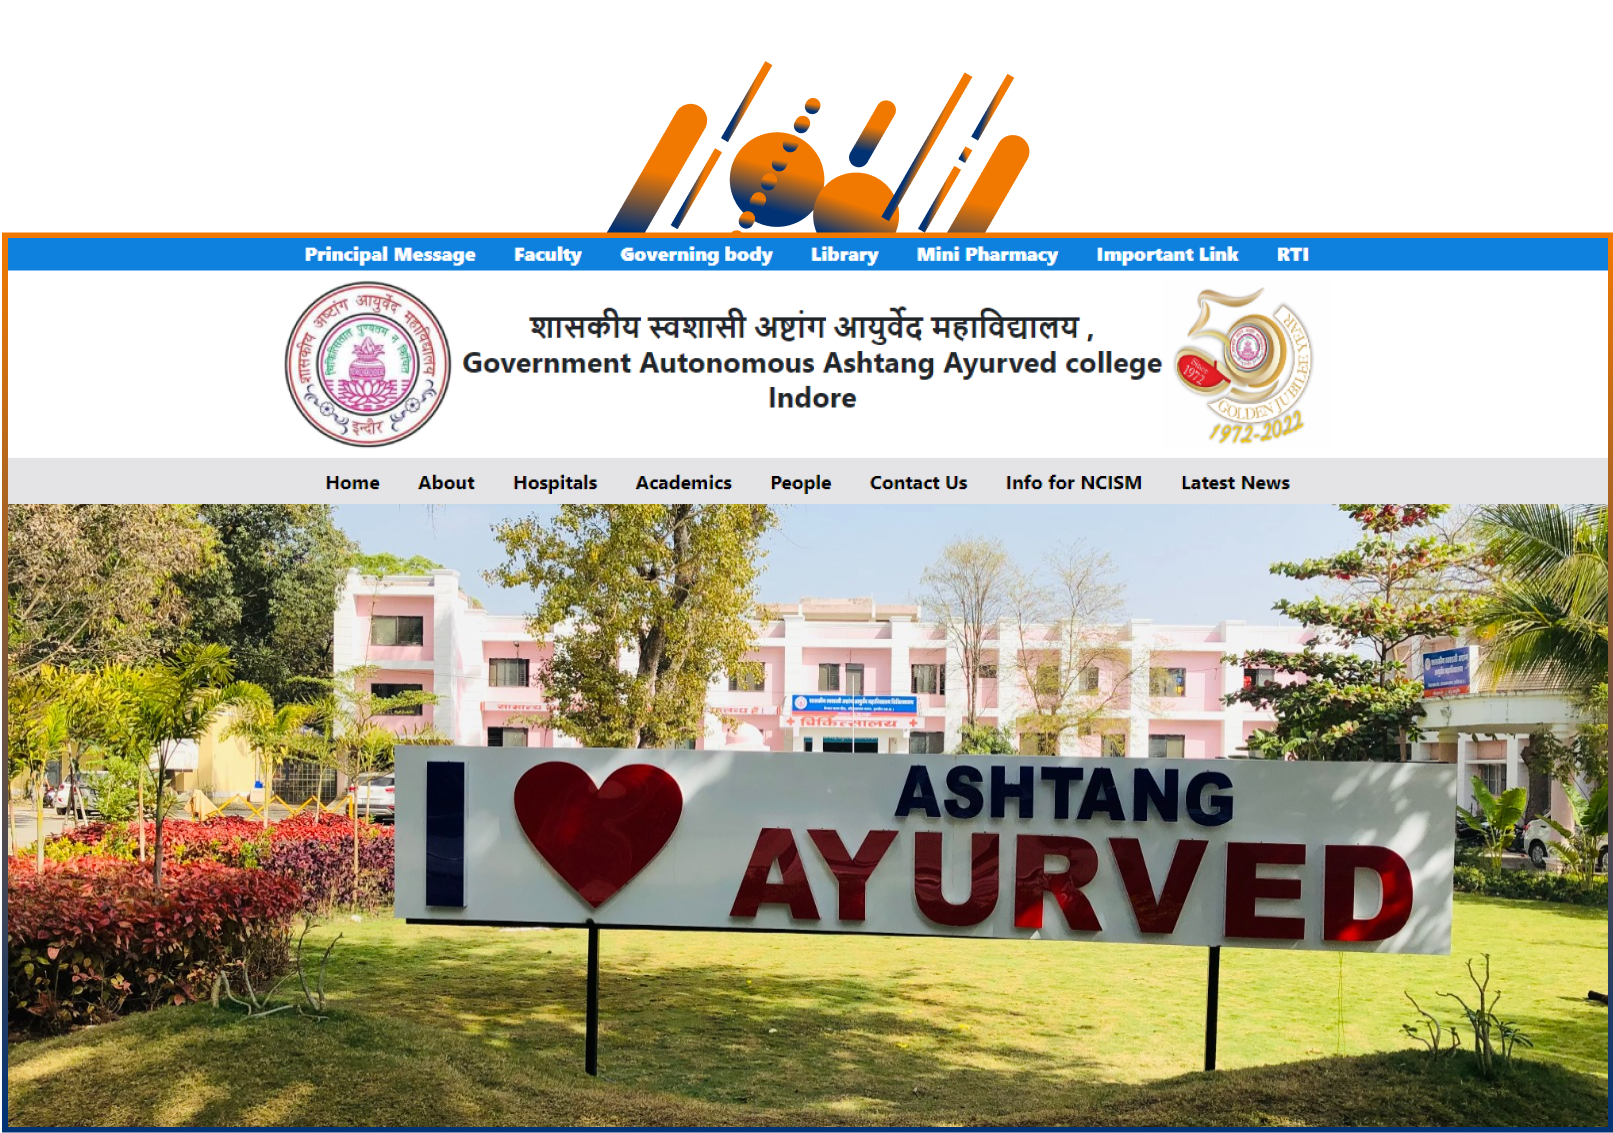 Principal Message Faculty Governing body Library Mini Pharmacy Important Link RTI
शासकीय स्वशासी अष्टांग आयुर्वेद महाविद्यालय ,
Government Autonomous Ashtang Ayurved college
Indore
शासकीय अष्टांग आयुर्वेद महाविद्यालय
इन्दौर
Since
1972
GOLDEN JUBILEE YEAR
1972-2022
Home About Hospitals Academics People Contact Us Info for NCISM Latest News
चिकित्सालय
I ASHTANG
AYURVED